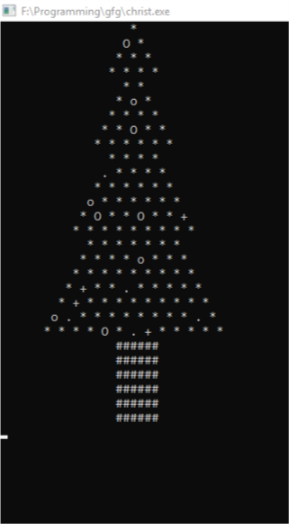 F:\Programming\gfg\christ.exe
*
O *
* * *
* * * *
* *
* o *
* * * *
* * O * *
* * * * * *
* * * *
. * * * *
* * * * * *
o * * * * * *
* O * * O * * +
* * * * * * * * *
* * * * * * *
* * * * o * * *
* * * * * * * * *
* + * * . * * * * *
* + * * * * * * * * *
o . * * * * * * * * . *
* * * * O * . + * * * * *
######
######
######
######
######
######